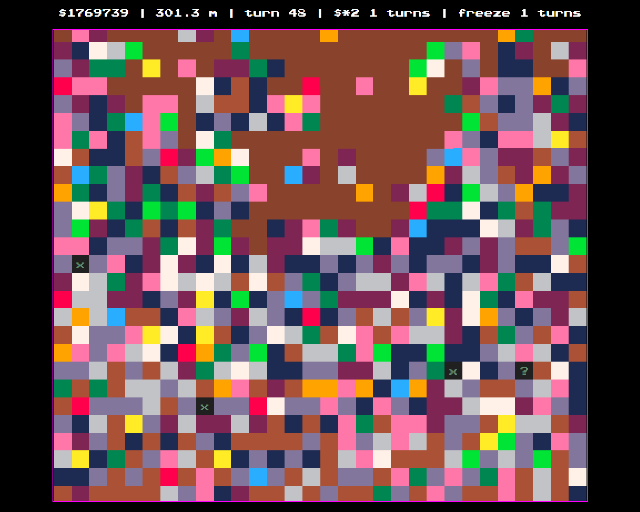 $1769739 | 301.3 m | turn 48 | $*2 1 turns | freeze 1 turns
x
x ?
x